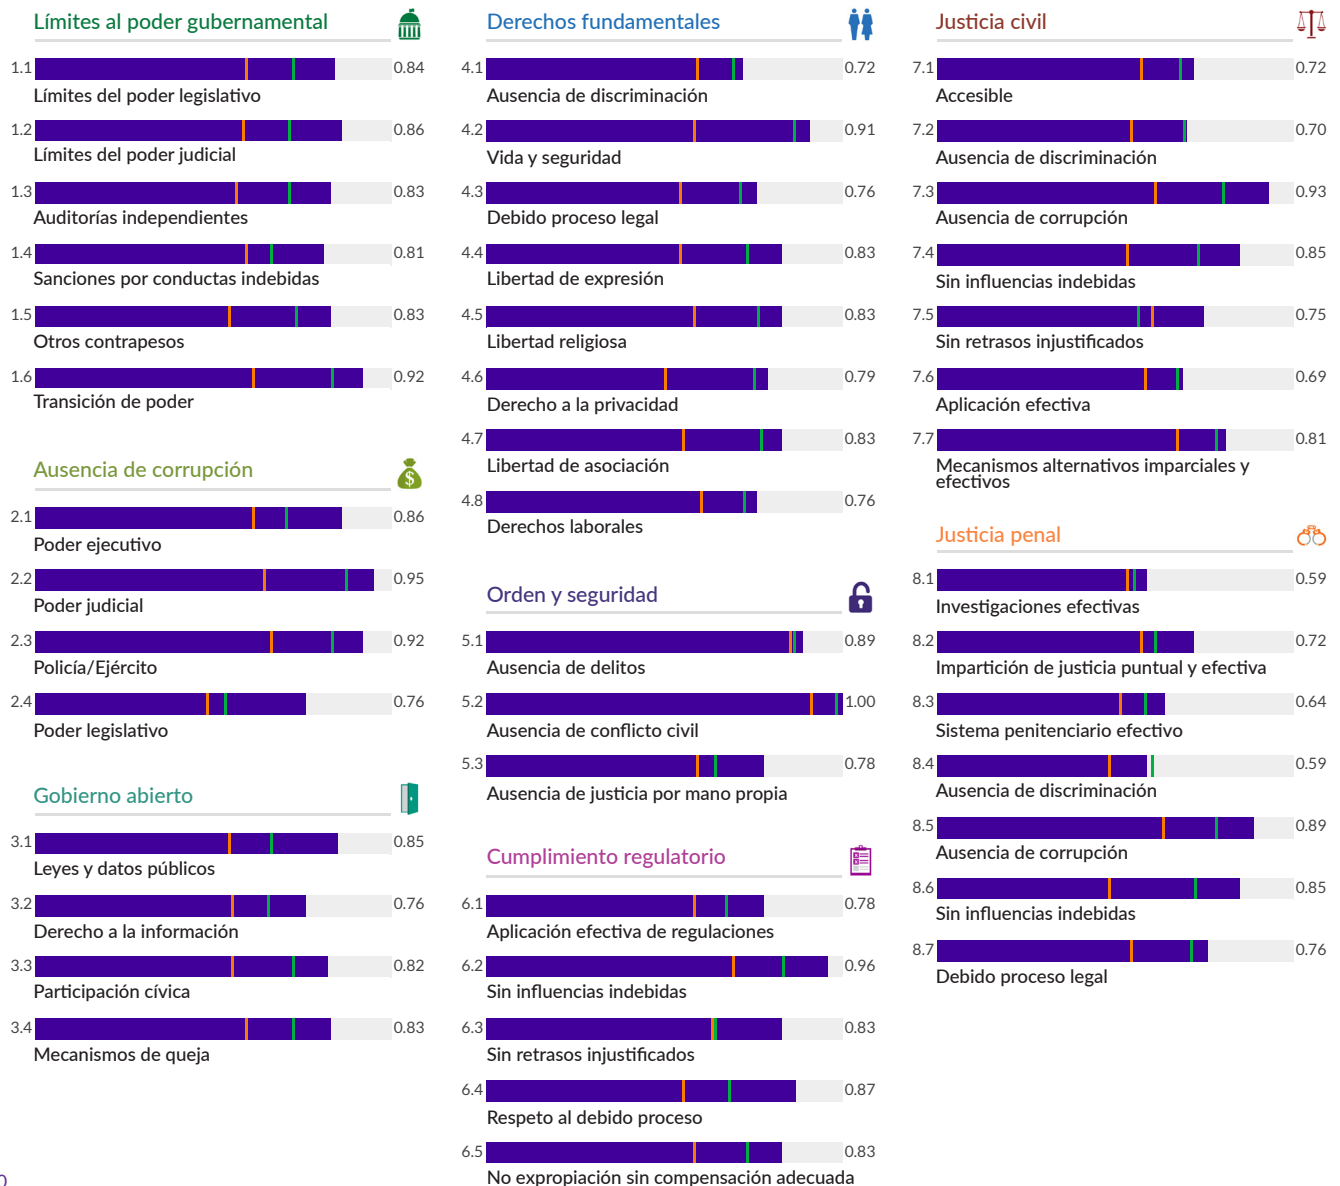 Límites al poder gubernamental
1.1 0.84
Límites del poder legislativo
1.2 0.86
Límites del poder judicial
1.3 0.83
Auditorías independientes
1.4 0.81
Sanciones por conductas indebidas
1.5 0.83
Otros contrapesos
1.6 0.92
Transición de poder
Ausencia de corrupción
$
2.1 0.86
Poder ejecutivo
2.2 0.95
Poder judicial
2.3 0.92
Policía/Ejército
2.4 0.76
Poder legislativo
Gobierno abierto
3.1 0.85
Leyes y datos públicos
3.2 0.76
Derecho a la información
3.3 0.82
Participación cívica
3.4 0.83
Mecanismos de queja
Derechos fundamentales
4.1 0.72
Ausencia de discriminación
4.2 0.91
Vida y seguridad
4.3 0.76
Debido proceso legal
4.4 0.83
Libertad de expresión
4.5 0.83
Libertad religiosa
4.6 0.79
Derecho a la privacidad
4.7 0.83
Libertad de asociación
4.8 0.76
Derechos laborales
Orden y seguridad
5.1 0.89
Ausencia de delitos
5.2 1.00
Ausencia de conflicto civil
5.3 0.78
Ausencia de justicia por mano propia
Cumplimiento regulatorio
6.1 0.78
Aplicación efectiva de regulaciones
6.2 0.96
Sin influencias indebidas
6.3 0.83
Sin retrasos injustificados
6.4 0.87
Respeto al debido proceso
6.5 0.83
No expropiación sin compensación adecuada
Justicia civil
7.1 0.72
Accesible
7.2 0.70
Ausencia de discriminación
7.3 0.93
Ausencia de corrupción
7.4 0.85
Sin influencias indebidas
7.5 0.75
Sin retrasos injustificados
7.6 0.69
Aplicación efectiva
7.7 0.81
Mecanismos alternativos imparciales y
efectivos
Justicia penal
8.1 0.59
Investigaciones efectivas
8.2 0.72
Impartición de justicia puntual y efectiva
8.3 0.64
Sistema penitenciario efectivo
8.4 0.59
Ausencia de discriminación
8.5 0.89
Ausencia de corrupción
8.6 0.85
Sin influencias indebidas
8.7 0.76
Debido proceso legal